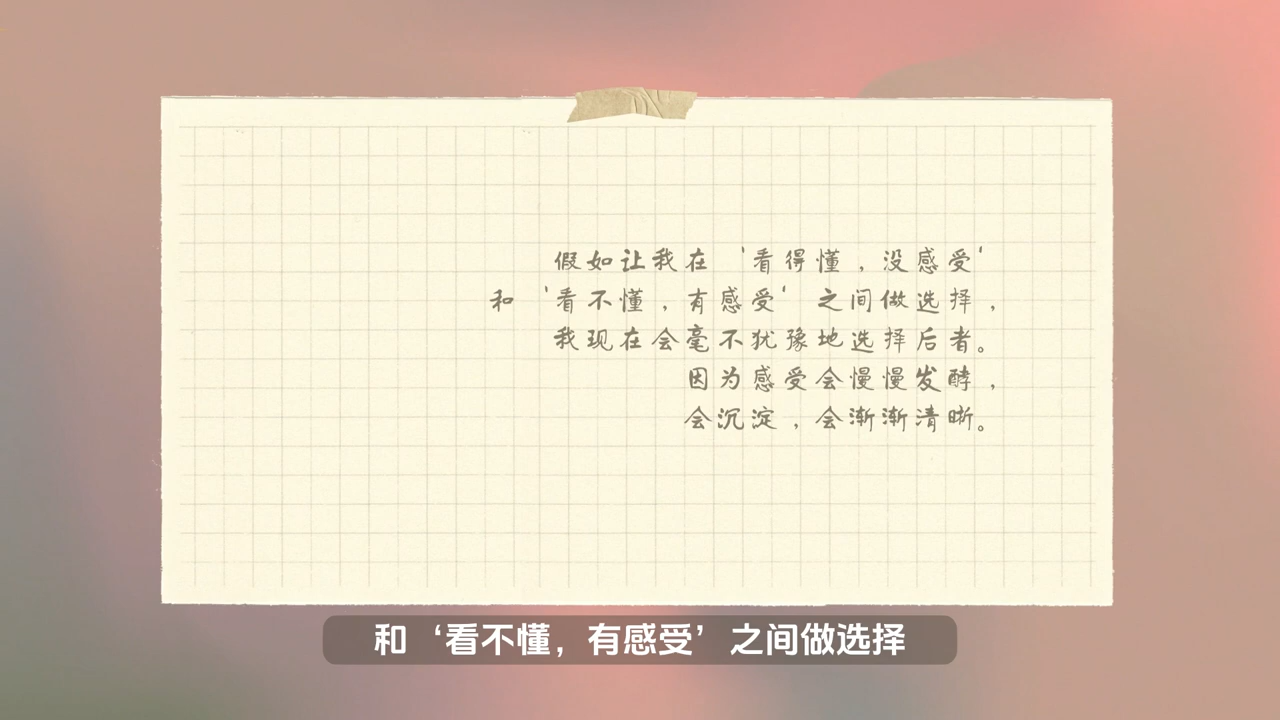 假如让我在 '看得懂，没感受'
和 '看不懂，有感受' 之间做选择，
我现在会毫不犹豫地选择后者。
因为感受会慢慢发酵，
会沉淀，会渐渐清晰。
和‘看不懂，有感受’之间做选择